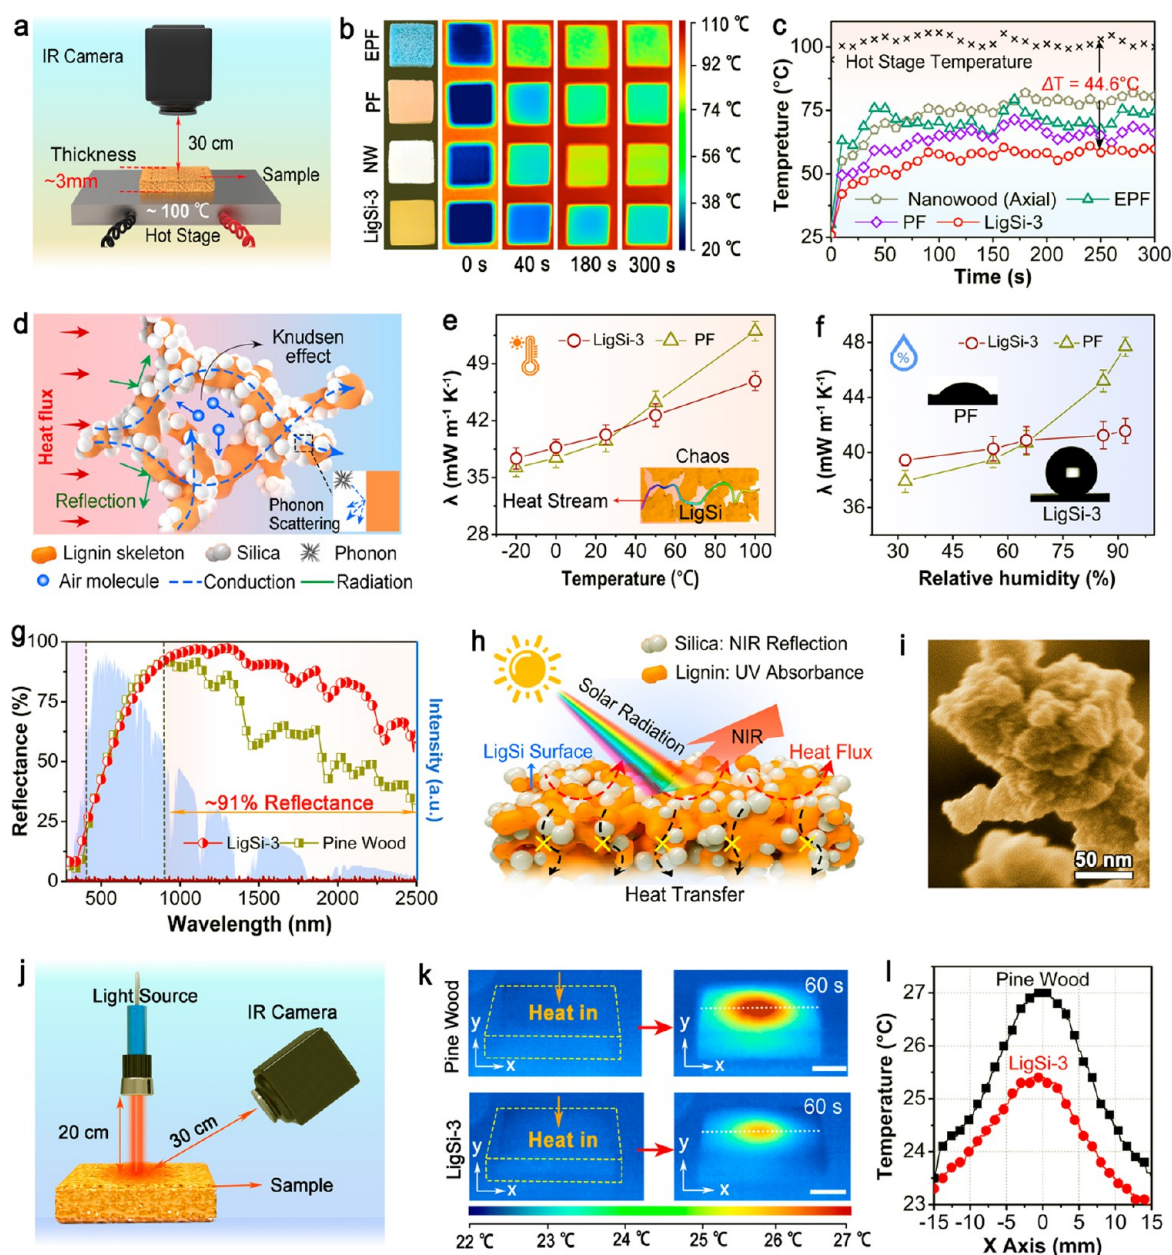 a
IR Camera
30 cm
Thickness
~3mm
Sample
~ 100 ℃
Hot Stage
b
EPF
PF
NW
LigSi-3
0 s
40 s
180 s
300 s
110 ℃
92 ℃
74 ℃
56 ℃
38 ℃
20 ℃
c
Tempreture (°C)
100
75
50
25
Hot Stage Temperature
ΔT = 44.6°C
Nanowood (Axial)
EPF
PF
LigSi-3
0 50 100 150 200 250 300
Time (s)
d
Heat flux
Knudsen
effect
Reflection
Phonon
Scattering
Lignin skeleton
Silica
Phonon
Air molecule
Conduction
Radiation
e
λ (mW m⁻¹ K⁻¹)
49
42
35
28
LigSi-3
PF
Chaos
Heat Stream
LigSi
-20 0 20 40 60 80 100
Temperature (°C)
f
λ (mW m⁻¹ K⁻¹)
48
44
40
36
%
LigSi-3
PF
PF
LigSi-3
30 45 60 75 90
Relative humidity (%)
g
Reflectance (%)
100
75
50
25
0
Intensity (a.u.)
~91% Reflectance
LigSi-3
Pine Wood
500 1000 1500 2000 2500
Wavelength (nm)
h
Silica: NIR Reflection
Lignin: UV Absorbance
Solar Radiation
NIR
LigSi Surface
Heat Flux
Heat Transfer
i
50 nm
j
Light Source
IR Camera
20 cm
30 cm
Sample
k
Pine Wood
Heat in
y
x
60 s
y
x
LigSi-3
Heat in
y
x
60 s
y
x
22 ℃ 23 ℃ 24 ℃ 25 ℃ 26 ℃ 27 ℃
l
Temperature (°C)
27
26
25
24
23
Pine Wood
LigSi-3
-15 -10 -5 0 5 10 15
X Axis (mm)